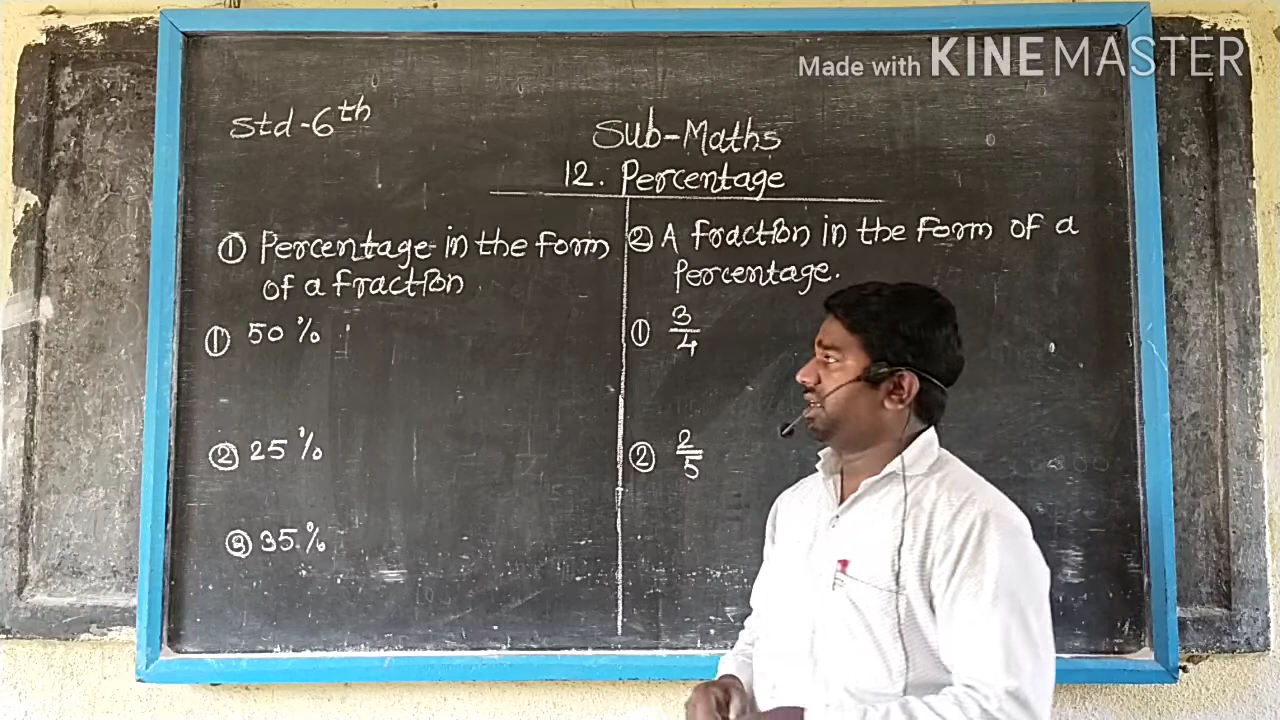 Made with KINEMASTER
Std-6th
Sub-Maths
12. Percentage
① Percentage in the form
of a fraction
① 50 %
② 25 %
③ 35 %
② A fraction in the form of a
Percentage.
① 3/4
② 2/5